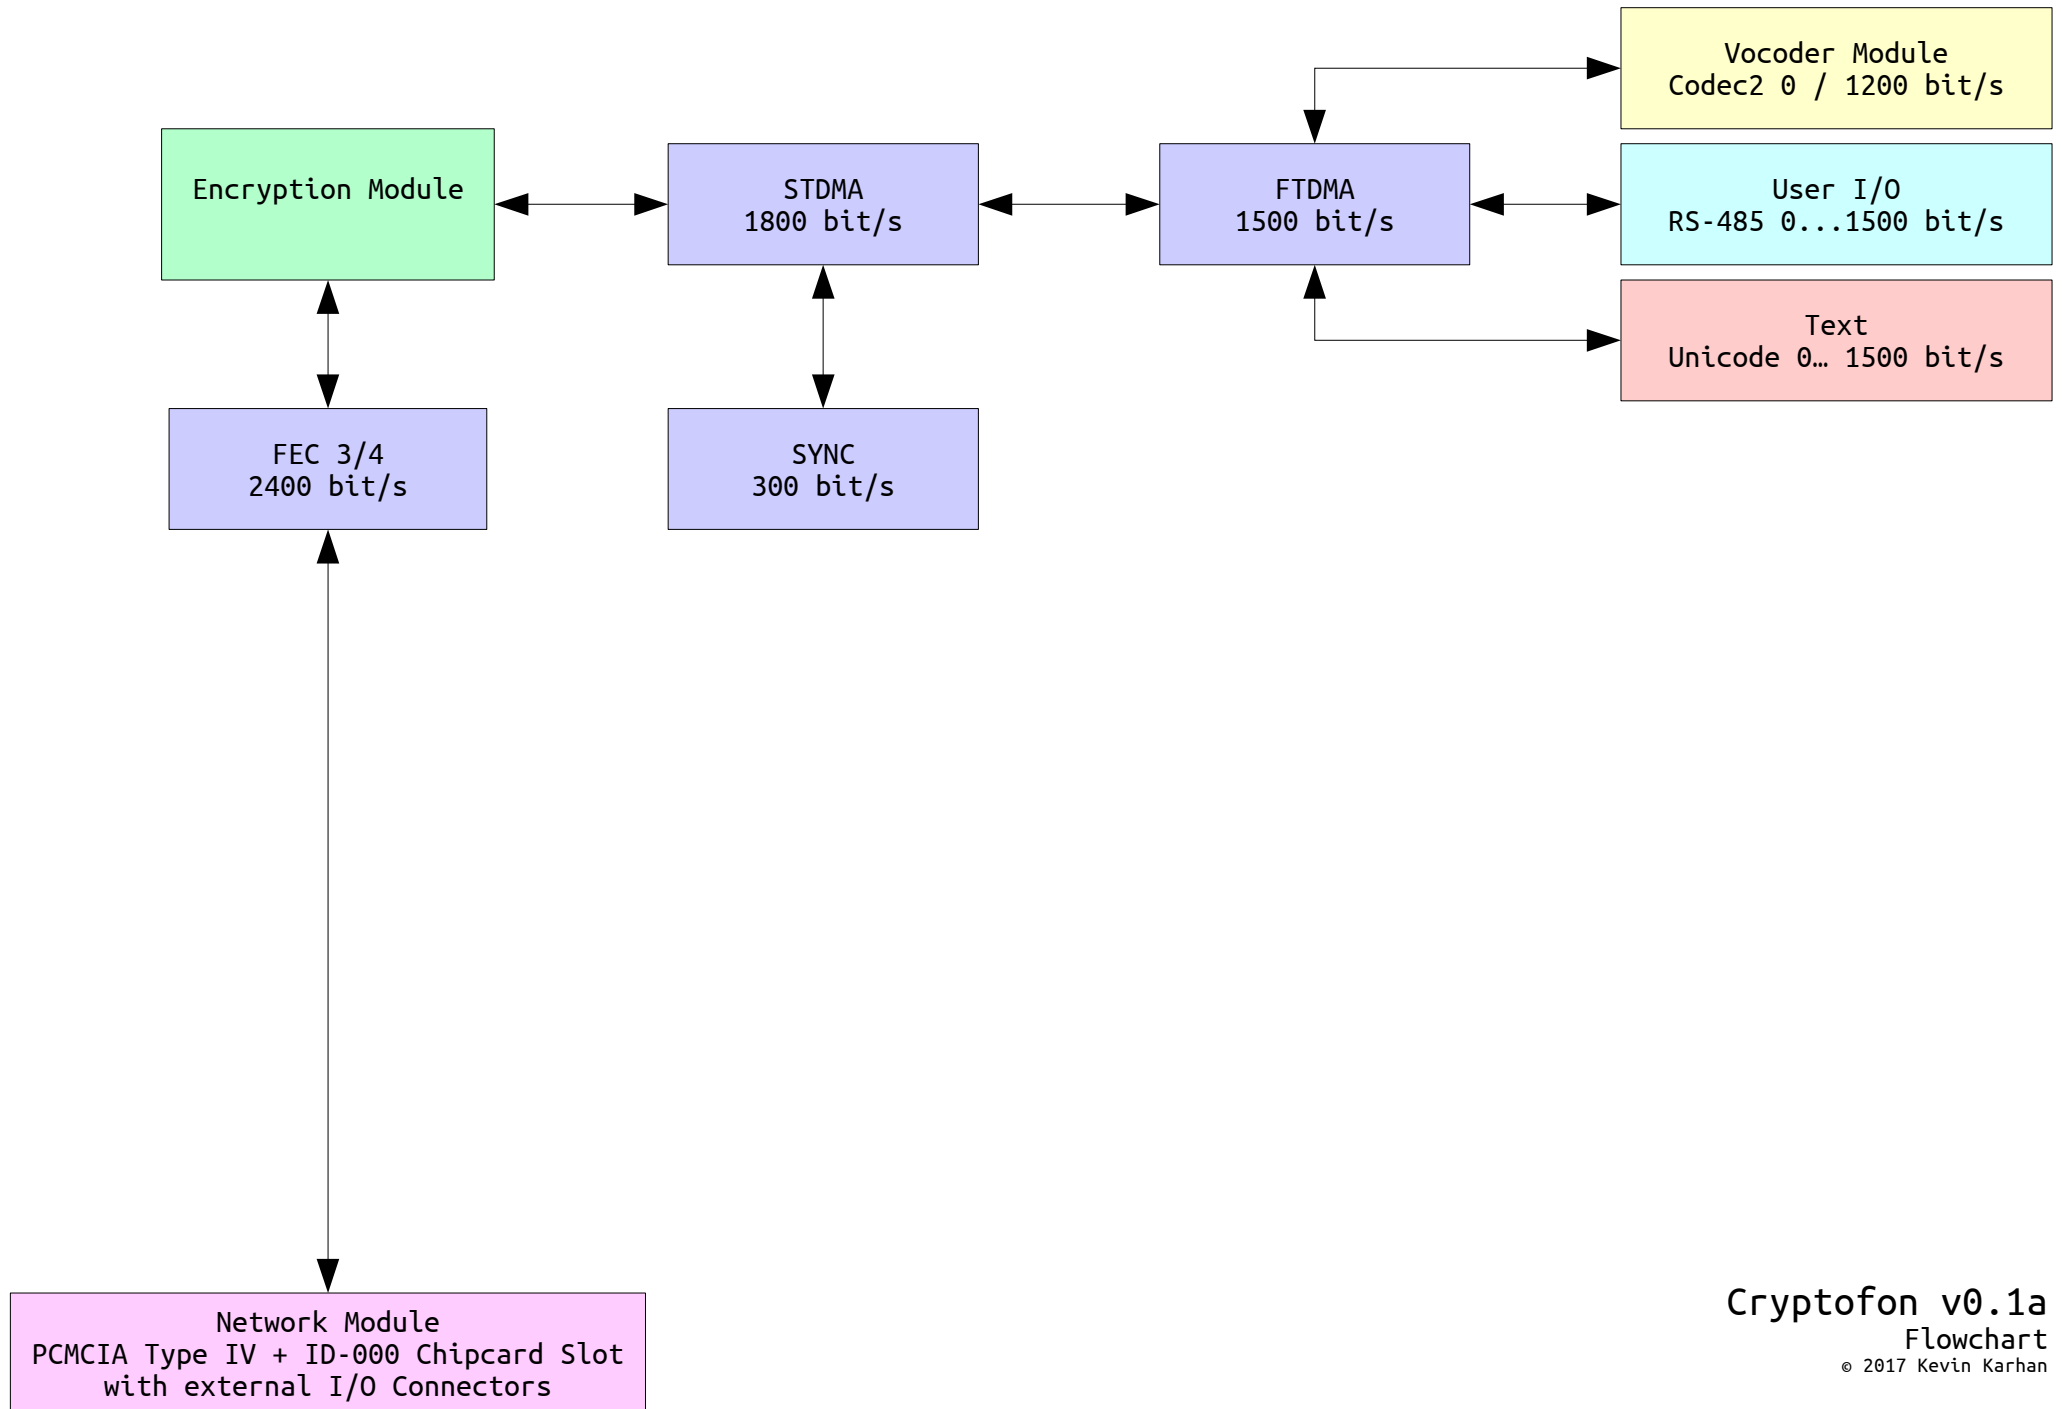 Vocoder Module
Codec2 0 / 1200 bit/s
Encryption Module
STDMA
1800 bit/s
FTDMA
1500 bit/s
User I/O
RS-485 0...1500 bit/s
Text
Unicode 0… 1500 bit/s
FEC 3/4
2400 bit/s
SYNC
300 bit/s
Network Module
PCMCIA Type IV + ID-000 Chipcard Slot
with external I/O Connectors
Cryptofon v0.1a
Flowchart
© 2017 Kevin Karhan